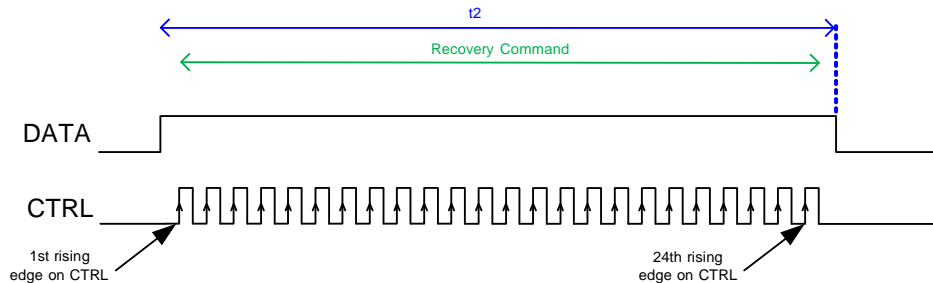 t2
Recovery Command
DATA
CTRL
1st rising
edge on CTRL
24th rising
edge on CTRL